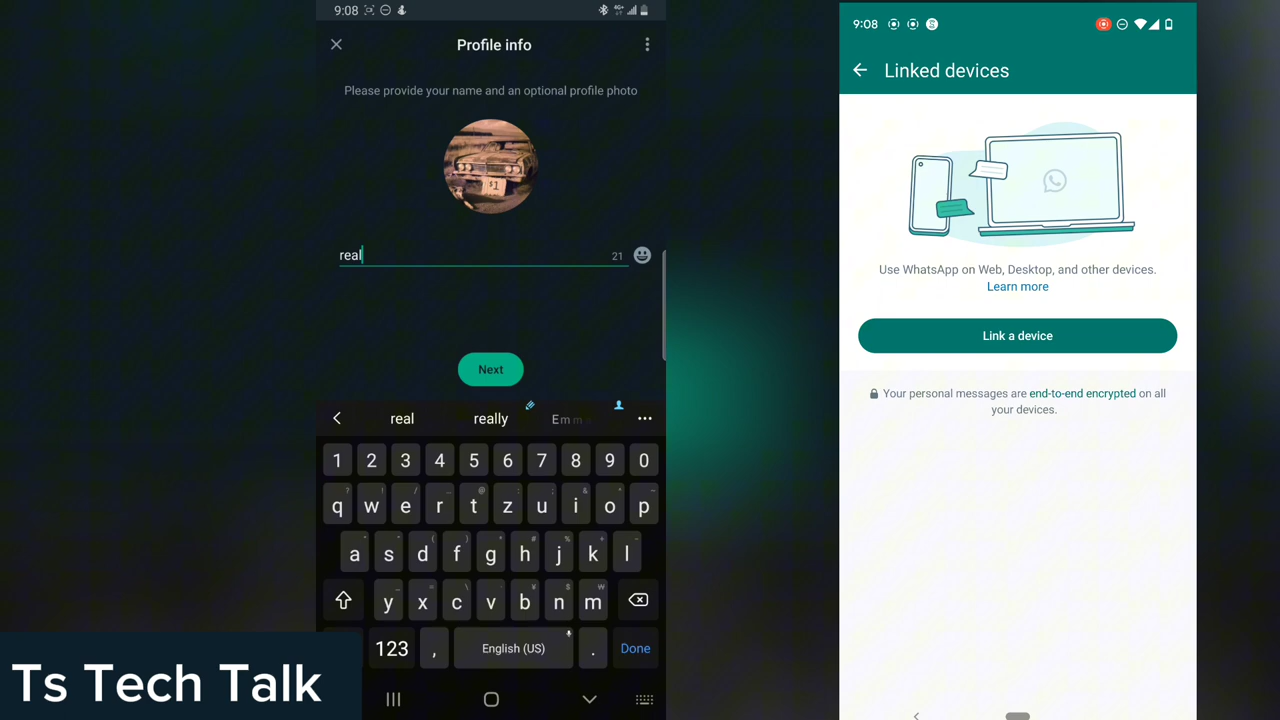 9:08
4G+
Profile info
Please provide your name and an optional profile photo
$1
real
21
Next
real
really
Em m
1 2 3 4 5 6 7 8 9 0
q w e r t z u i o p
a s d f g h j k l
y x c v b n m
123 , English (US) . Done
9:08
Linked devices
Use WhatsApp on Web, Desktop, and other devices.
Learn more
Link a device
Your personal messages are end-to-end encrypted on all
your devices.
Ts Tech Talk